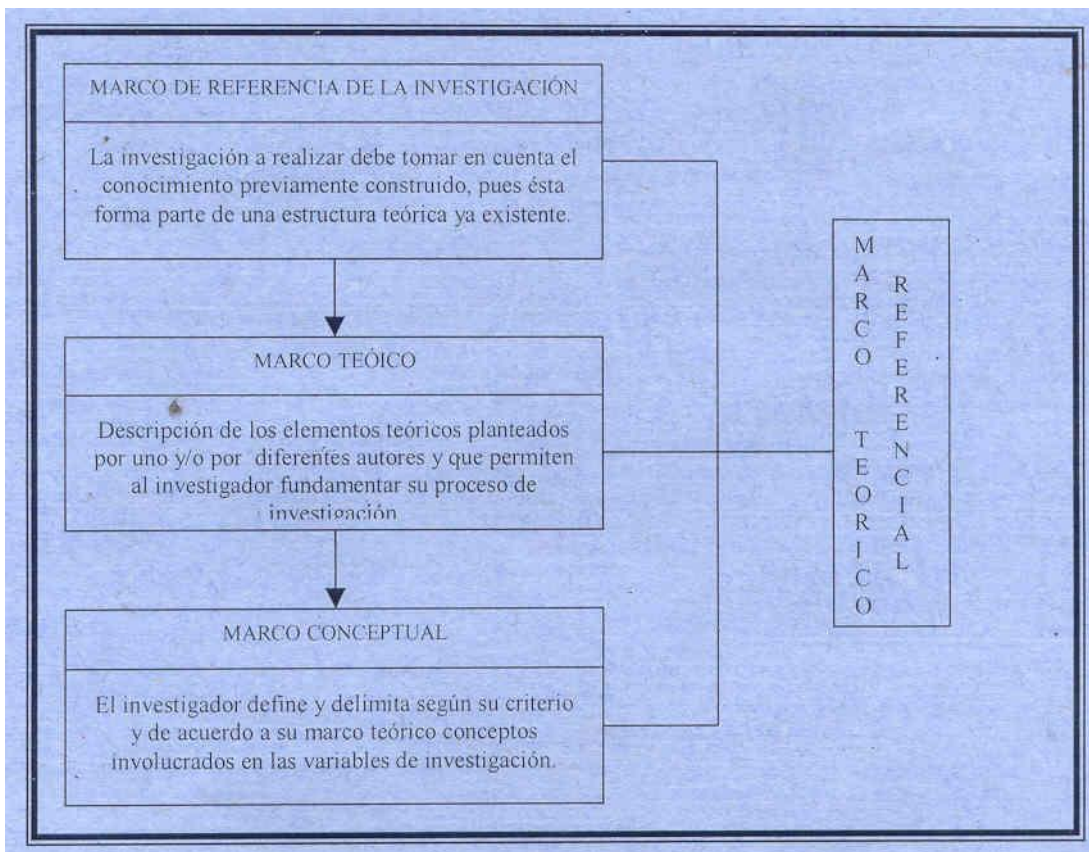 MARCO DE REFERENCIA DE LA INVESTIGACIÓN
La investigación a realizar debe tomar en cuenta el
conocimiento previamente construido, pues ésta
forma parte de una estructura teórica ya existente.
MARCO TEÓICO
Descripción de los elementos teóricos planteados
por uno y/o por diferentes autores y que permiten
al investigador fundamentar su proceso de
investigación
MARCO CONCEPTUAL
El investigador define y delimita según su criterio
y de acuerdo a su marco teórico conceptos
involucrados en las variables de investigación.
MARCO TEORICO
REFERENCIAL